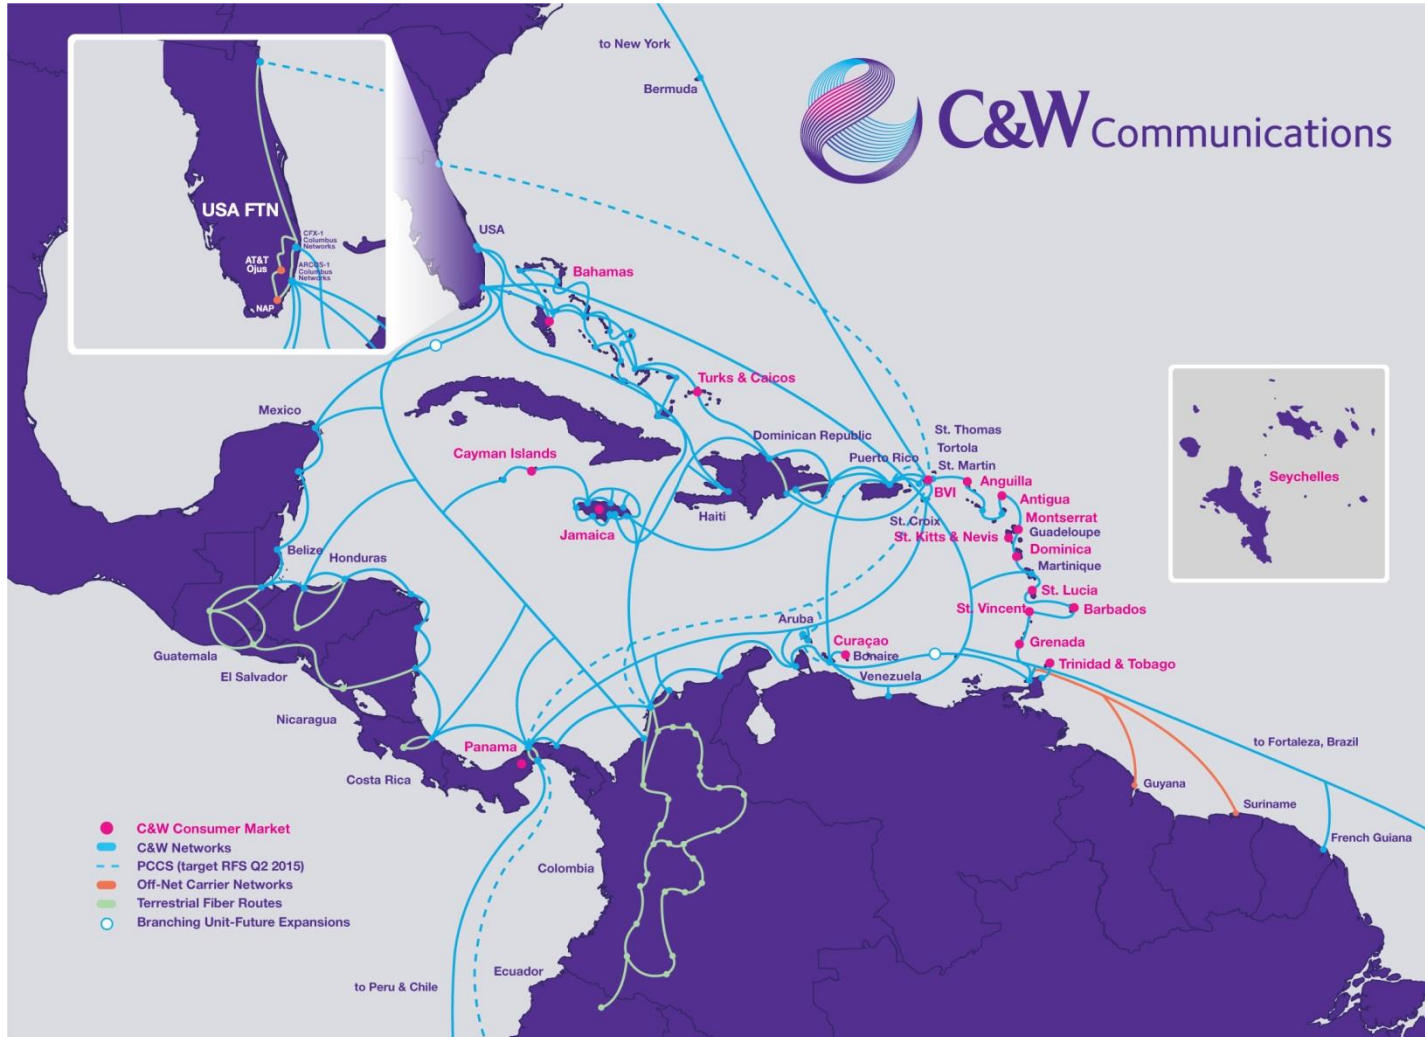 to New York
Bermuda
C&W Communications
USA FTN
CFX-1
Columbus
Networks
AT&T
Ojus
ARCOS-1
Columbus
Networks
NAP
USA
Bahamas
Turks & Caicos
Mexico
Dominican Republic
St. Thomas
Tortola
St. Martin
Cayman Islands
Puerto Rico
Anguilla
BVI
Antigua
Seychelles
Haiti
Jamaica
St. Croix
Montserrat
Guadeloupe
St. Kitts & Nevis
Belize
Honduras
Dominica
Martinique
St. Lucia
St. Vincent
Barbados
Aruba
Curaçao
Bonaire
Grenada
Guatemala
El Salvador
Venezuela
Trinidad & Tobago
Nicaragua
Panama
Costa Rica
to Fortaleza, Brazil
Guyana
Suriname
French Guiana
C&W Consumer Market
C&W Networks
PCCS (target RFS Q2 2015)
Off-Net Carrier Networks
Terrestrial Fiber Routes
Branching Unit-Future Expansions
Colombia
Ecuador
to Peru & Chile